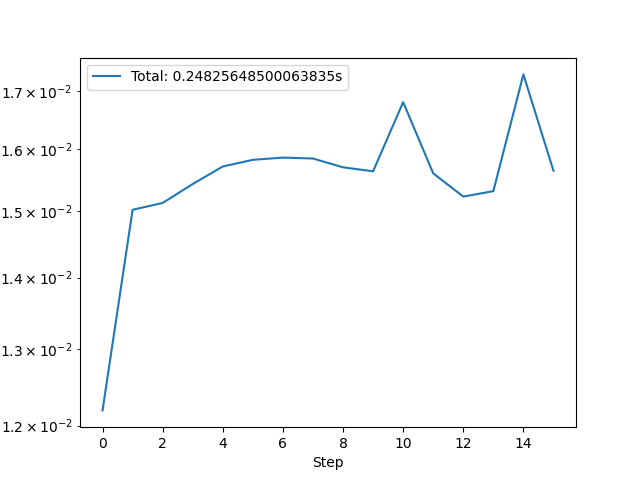 Total: 0.24825648500063835s
1.7 × 10⁻²
1.6 × 10⁻²
1.5 × 10⁻²
1.4 × 10⁻²
1.3 × 10⁻²
1.2 × 10⁻²
0 2 4 6 8 10 12 14
Step